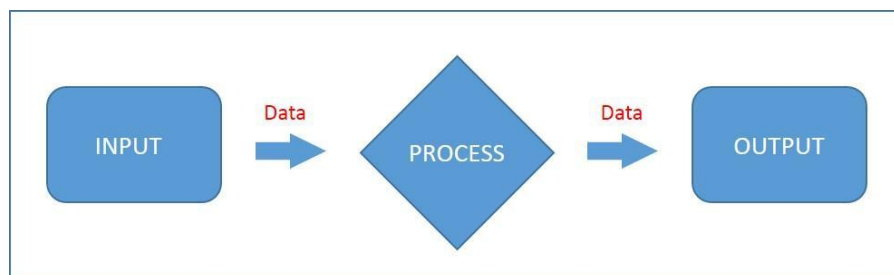 INPUT
Data
PROCESS
Data
OUTPUT